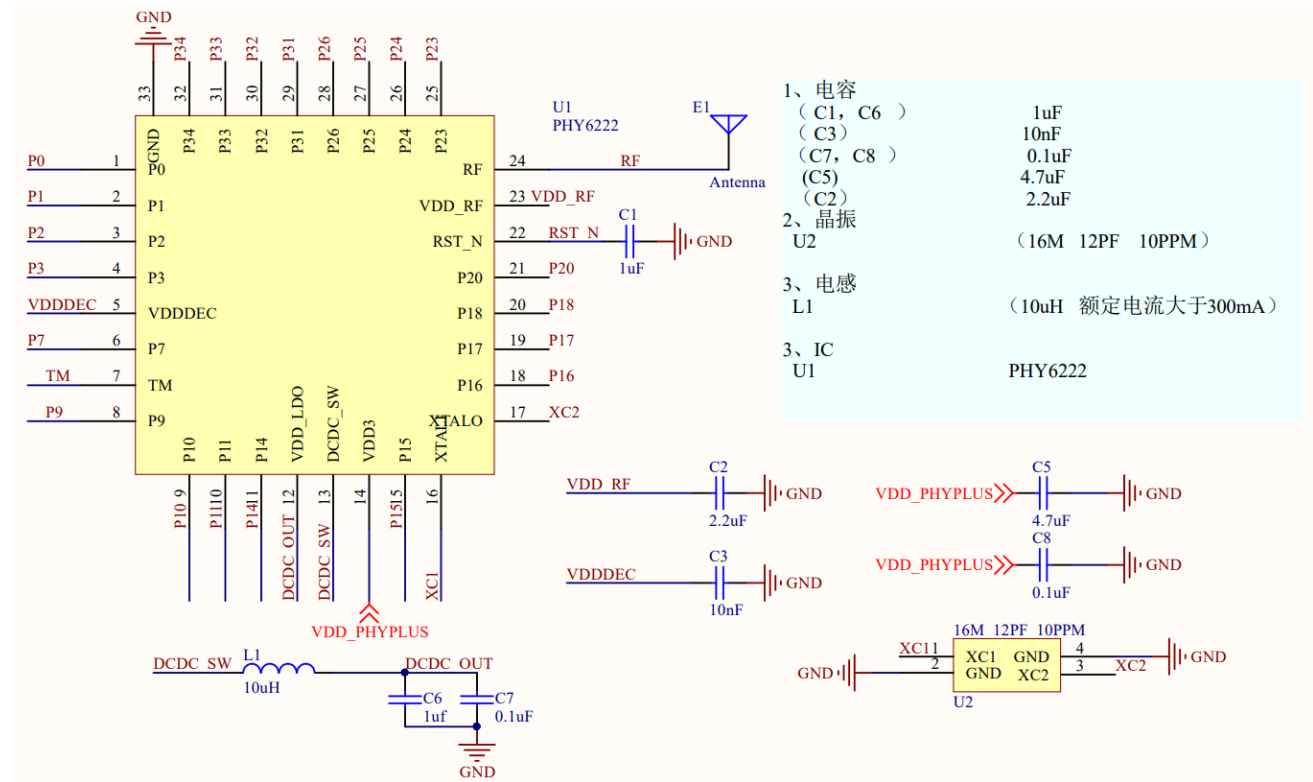 GND
P34 P33 P32 P31 P26 P25 P24 P23
33 32 31 30 29 28 27 26 25
GND P34 P33 P32 P31 P26 P25 P24 P23
U1
PHY6222
E1
Antenna
P0 1 P0
P1 2 P1
P2 3 P2
P3 4 P3
VDDDEC 5 VDDDEC
P7 6 P7
TM 7 TM
P9 8 P9
RF 24 RF
VDD_RF 23 VDD_RF
RST_N 22 RST_N
C1
1uF
GND
P20 21 P20
P18 20 P18
P17 19 P17
P16 18 P16
XTALO 17 XC2
P10 P11 P14 VDD_LDO DCDC_SW VDD3 P15 XTALI
9 10 11 12 13 14 15 16
P10 P11 P14 DCDC_OUT DCDC_SW P15 XC1
VDD_PHYPLUS
1、电容
（ C1，C6 ） 1uF
（ C3） 10nF
（C7，C8 ） 0.1uF
(C5) 4.7uF
（C2） 2.2uF
2、晶振
U2 （16M 12PF 10PPM）
3、电感
L1 （10uH 额定电流大于300mA）
3、IC
U1 PHY6222
VDD_RF
C2
2.2uF
GND
VDD_PHYPLUS
C5
4.7uF
GND
VDDDEC
C3
10nF
GND
VDD_PHYPLUS
C8
0.1uF
GND
DCDC_SW
L1
10uH
DCDC_OUT
C6
1uf
C7
0.1uF
GND
16M 12PF 10PPM
XC1 1 XC1 GND 4 GND
GND 2 GND XC2 3 XC2
U2